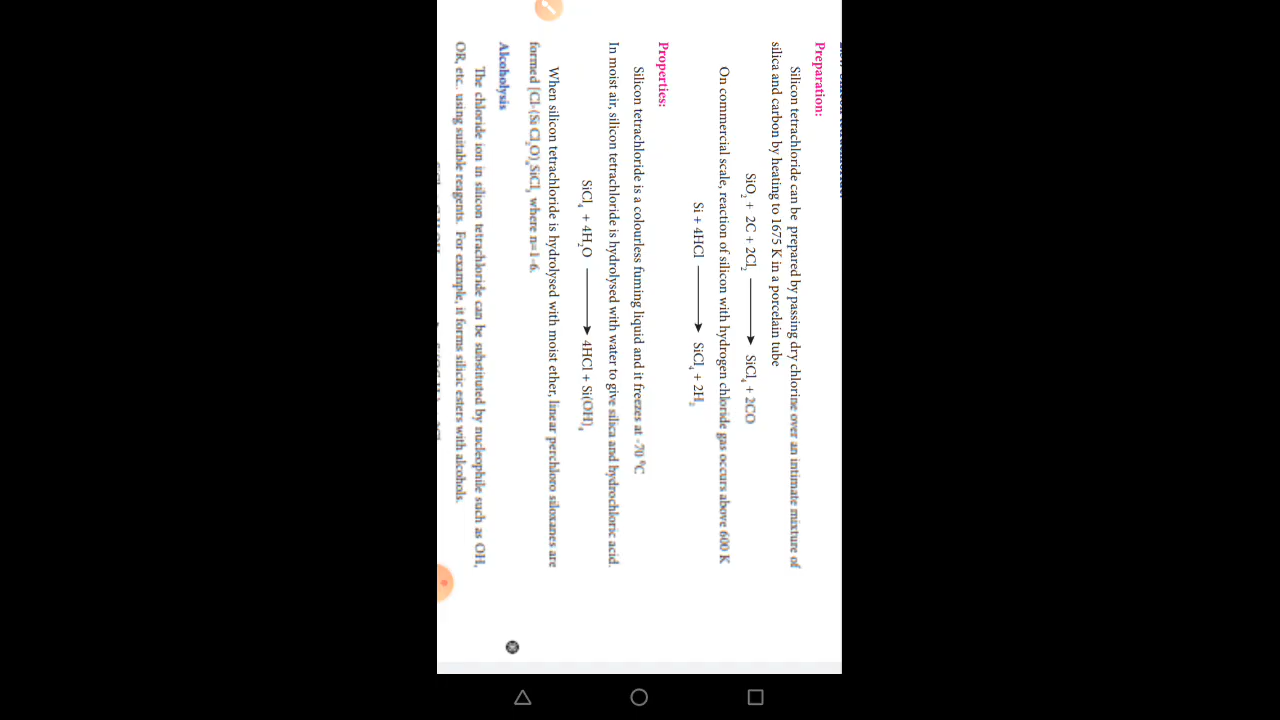 Preparation:
Silicon tetrachloride can be prepared by passing dry chlorine over an intimate mixture of
silica and carbon by heating to 1675 K in a porcelain tube
SiO₂ + 2C + 2Cl₂ ⟶ SiCl₄ + 2CO
On commercial scale, reaction of silicon with hydrogen chloride gas occurs above 600 K
Si + 4HCl ⟶ SiCl₄ + 2H₂
Properties:
Silicon tetrachloride is a colourless fuming liquid and it freezes at -70 ⁰C
In moist air, silicon tetrachloride is hydrolysed with water to give silica and hydrochloric acid.
SiCl₄ + 4H₂O ⟶ 4HCl + Si(OH)₄
When silicon tetrachloride is hydrolysed with moist ether, linear perchloro siloxanes are
formed [Cl-(Si Cl₂O)ₙSiCl₃ where n=1-6.
Alcoholysis
The chloride ion in silicon tetrachloride can be substituted by nucleophile such as OH,
OR, etc.. using suitable reagents. For example, it forms silicic esters with alcohols.